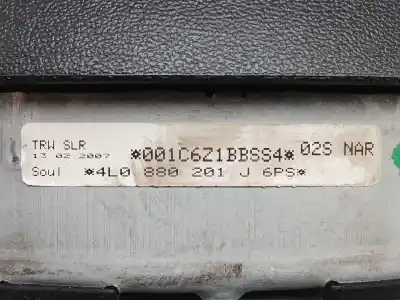 TRW SLR
13 02 2007 *001C6Z1BBSS4* 02S NAR
Soul *4L0 880 201 J 6PS*